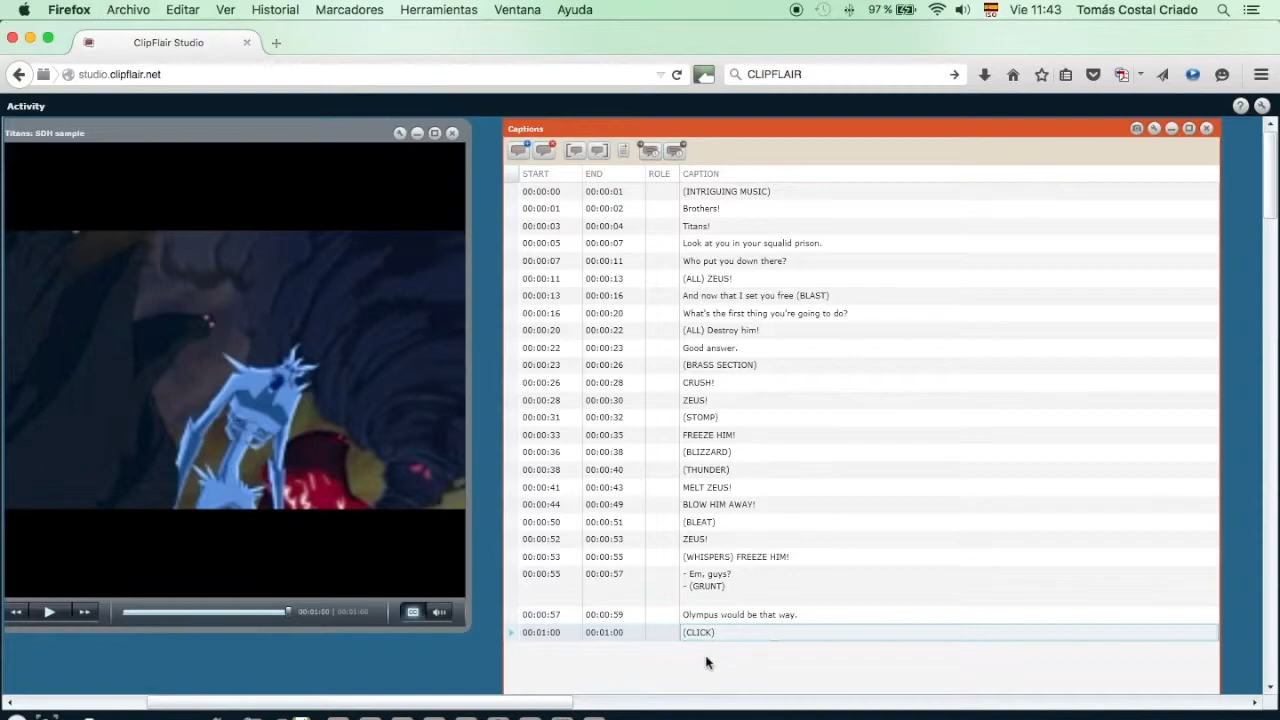 Firefox Archivo Editar Ver Historial Marcadores Herramientas Ventana Ayuda 97 % ISO Vie 11:43 Tomás Costal Criado
ClipFlair Studio
studio.clipflair.net CLIPFLAIR
Activity
Titans: SDH sample
Captions
START END ROLE CAPTION
00:00:00 00:00:01 (INTRIGUING MUSIC)
00:00:01 00:00:02 Brothers!
00:00:03 00:00:04 Titans!
00:00:05 00:00:07 Look at you in your squalid prison.
00:00:07 00:00:11 Who put you down there?
00:00:11 00:00:13 (ALL) ZEUS!
00:00:13 00:00:16 And now that I set you free (BLAST)
00:00:16 00:00:20 What's the first thing you're going to do?
00:00:20 00:00:22 (ALL) Destroy him!
00:00:22 00:00:23 Good answer.
00:00:23 00:00:26 (BRASS SECTION)
00:00:26 00:00:28 CRUSH!
00:00:28 00:00:30 ZEUS!
00:00:31 00:00:32 (STOMP)
00:00:33 00:00:35 FREEZE HIM!
00:00:36 00:00:38 (BLIZZARD)
00:00:38 00:00:40 (THUNDER)
00:00:41 00:00:43 MELT ZEUS!
00:00:44 00:00:49 BLOW HIM AWAY!
00:00:50 00:00:51 (BLEAT)
00:00:52 00:00:53 ZEUS!
00:00:53 00:00:55 (WHISPERS) FREEZE HIM!
00:00:55 00:00:57 - Em, guys?
- (GRUNT)
00:00:57 00:00:59 Olympus would be that way.
00:01:00 00:01:00 (CLICK)
00:01:00 | 00:01:00